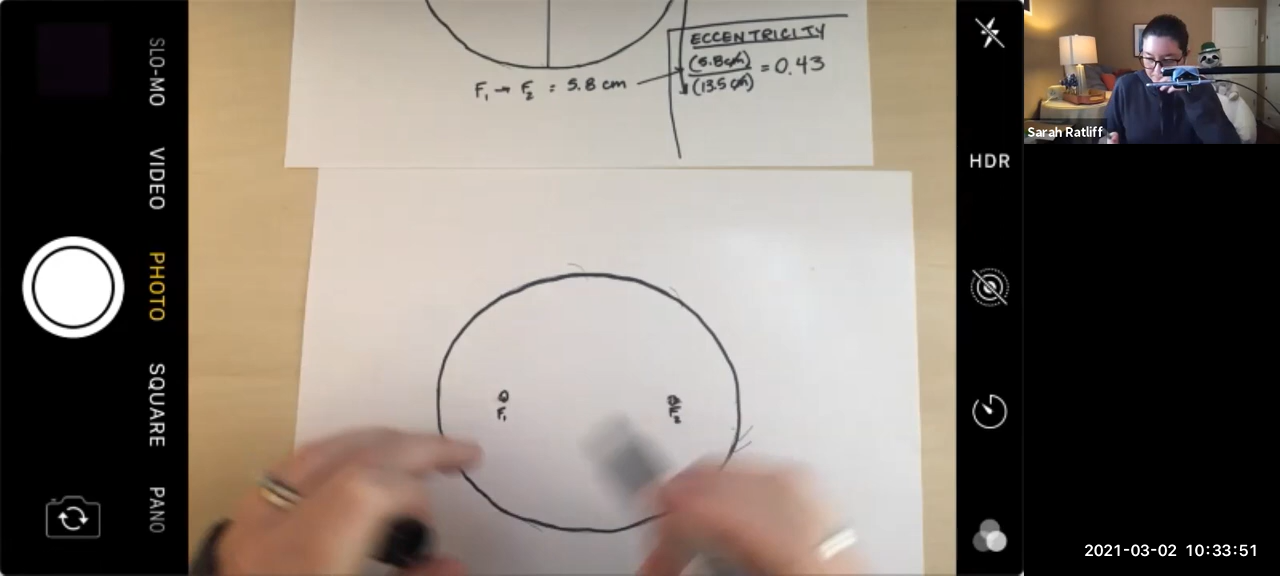 SLO-MO
VIDEO
PHOTO
SQUARE
PANO
HDR
ECCENTRICITY
(5.8cm)
(13.5cm)
= 0.43
F₁ → F₂ = 5.8 cm
F₁
F₂
Sarah Ratliff
2021-03-02 10:33:51